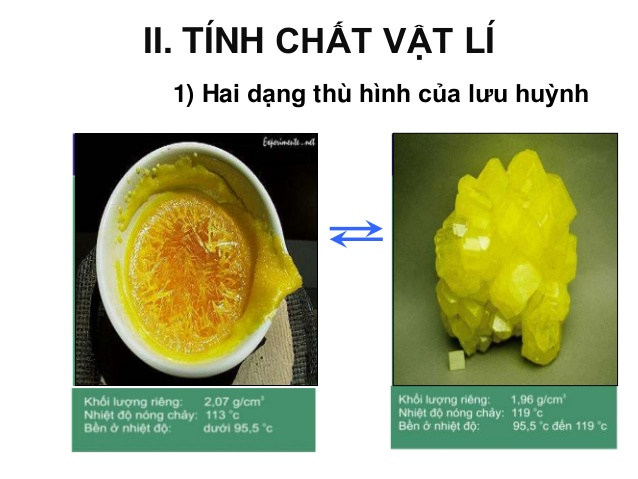 II. TÍNH CHẤT VẬT LÍ
1) Hai dạng thù hình của lưu huỳnh
Experimente.net
Khối lượng riêng: 2,07 g/cm³
Nhiệt độ nóng chảy: 113 °c
Bền ở nhiệt độ: dưới 95,5 °c
Khối lượng riêng: 1,96 g/cm³
Nhiệt độ nóng chảy: 119 °c
Bền ở nhiệt độ: 95,5 °c đến 119 °c